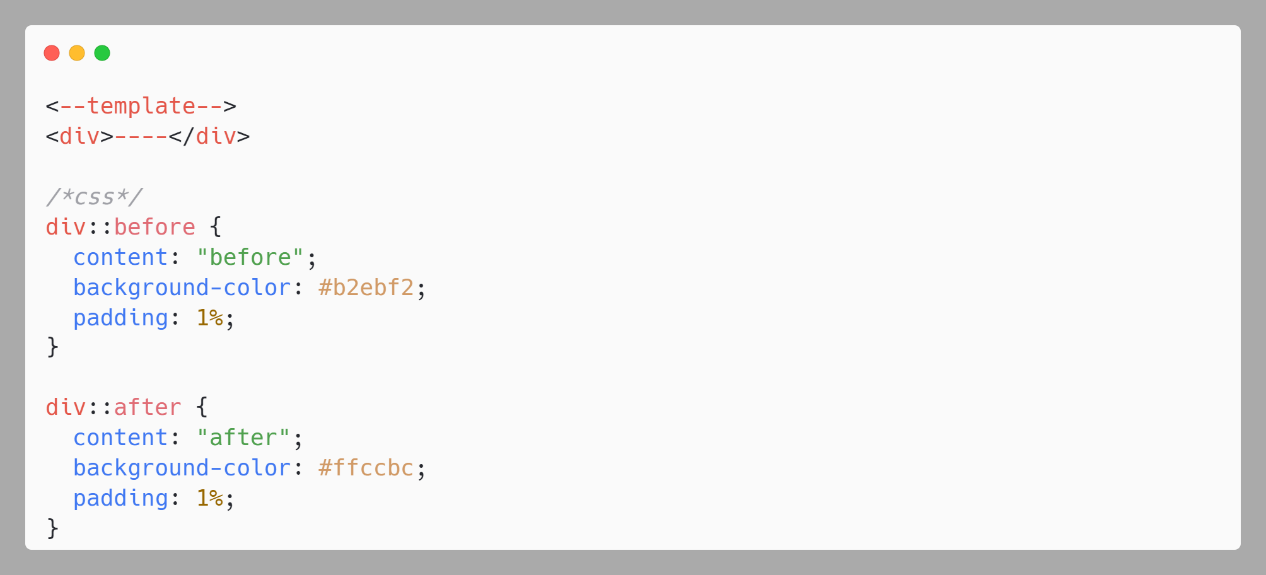 <--template-->
<div>----</div>
/*css*/
div::before {
  content: "before";
  background-color: #b2ebf2;
  padding: 1%;
}
div::after {
  content: "after";
  background-color: #ffccbc;
  padding: 1%;
}